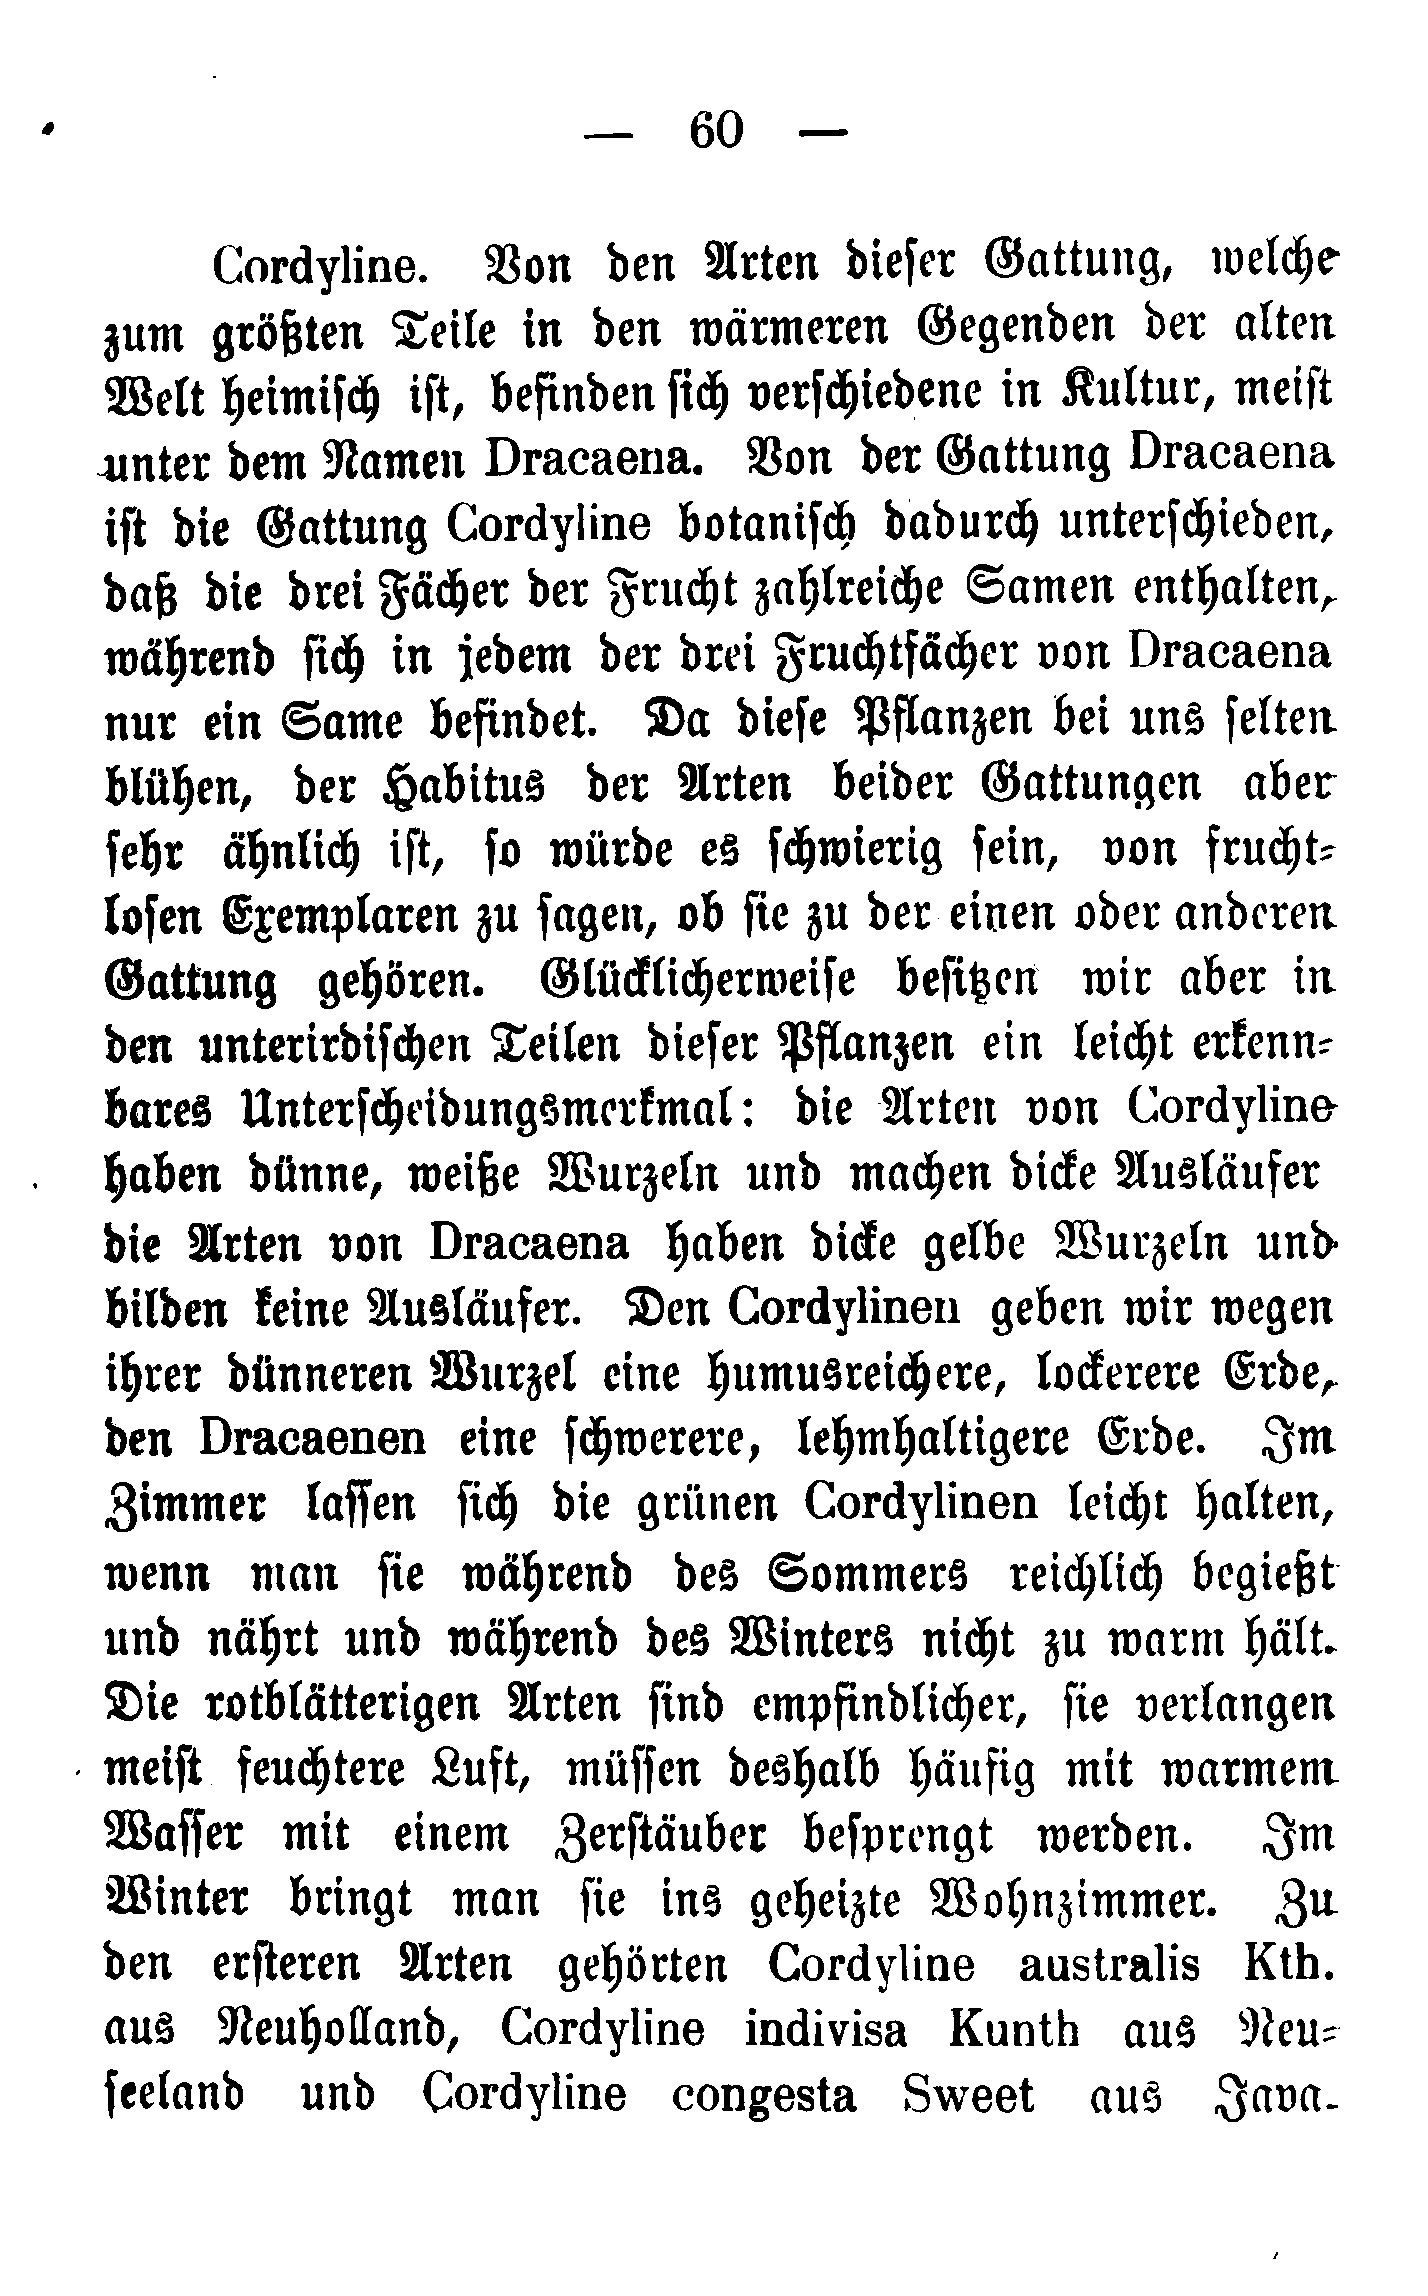 — 60 —
Cordyline. Von den Arten dieſer Gattung, welche
zum größten Teile in den wärmeren Gegenden der alten
Welt heimiſch iſt, befinden ſich verſchiedene in Kultur, meiſt
unter dem Namen Dracaena. Von der Gattung Dracaena
iſt die Gattung Cordyline botaniſch dadurch unterſchieden,
daß die drei Fächer der Frucht zahlreiche Samen enthalten,
während ſich in jedem der drei Fruchtfächer von Dracaena
nur ein Same befindet. Da dieſe Pflanzen bei uns ſelten
blühen, der Habitus der Arten beider Gattungen aber
ſehr ähnlich iſt, ſo würde es ſchwierig ſein, von frucht-
loſen Exemplaren zu ſagen, ob ſie zu der einen oder anderen
Gattung gehören. Glücklicherweiſe beſitzen wir aber in
den unterirdiſchen Teilen dieſer Pflanzen ein leicht erkenn-
bares Unterſcheidungsmerkmal: die Arten von Cordyline
haben dünne, weiße Wurzeln und machen dicke Ausläufer
die Arten von Dracaena haben dicke gelbe Wurzeln und
bilden keine Ausläufer. Den Cordylinen geben wir wegen
ihrer dünneren Wurzel eine humusreichere, lockerere Erde,
den Dracaenen eine ſchwerere, lehmhaltigere Erde. Im
Zimmer laſſen ſich die grünen Cordylinen leicht halten,
wenn man ſie während des Sommers reichlich begießt
und nährt und während des Winters nicht zu warm hält.
Die rotblätterigen Arten ſind empfindlicher, ſie verlangen
meiſt feuchtere Luft, müſſen deshalb häufig mit warmem
Waſſer mit einem Zerſtäuber beſprengt werden. Im
Winter bringt man ſie ins geheizte Wohnzimmer. Zu
den erſteren Arten gehörten Cordyline australis Kth.
aus Neuholland, Cordyline indivisa Kunth aus Neu-
ſeeland und Cordyline congesta Sweet aus Java.